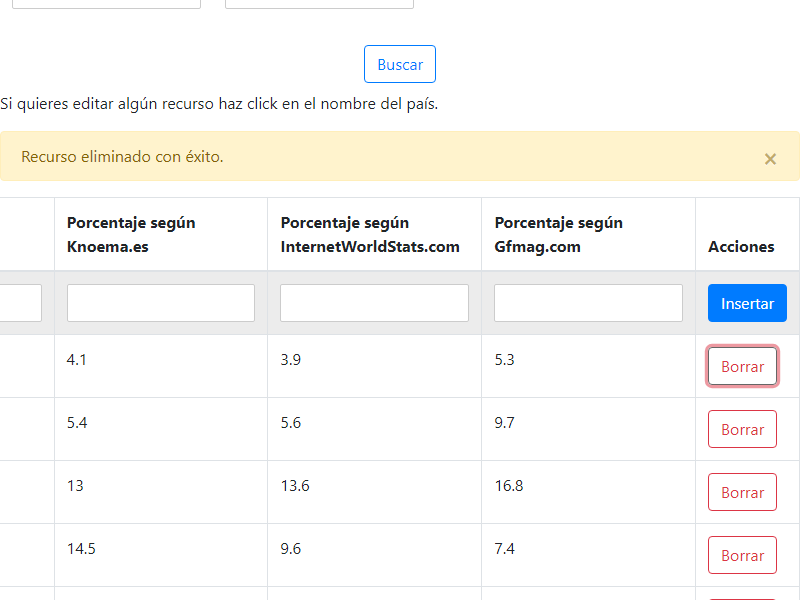 Buscar
Si quieres editar algún recurso haz click en el nombre del país.
Recurso eliminado con éxito. ×
Porcentaje según Knoema.es
Porcentaje según InternetWorldStats.com
Porcentaje según Gfmag.com
Acciones
Insertar
4.1 3.9 5.3 Borrar
5.4 5.6 9.7 Borrar
13 13.6 16.8 Borrar
14.5 9.6 7.4 Borrar